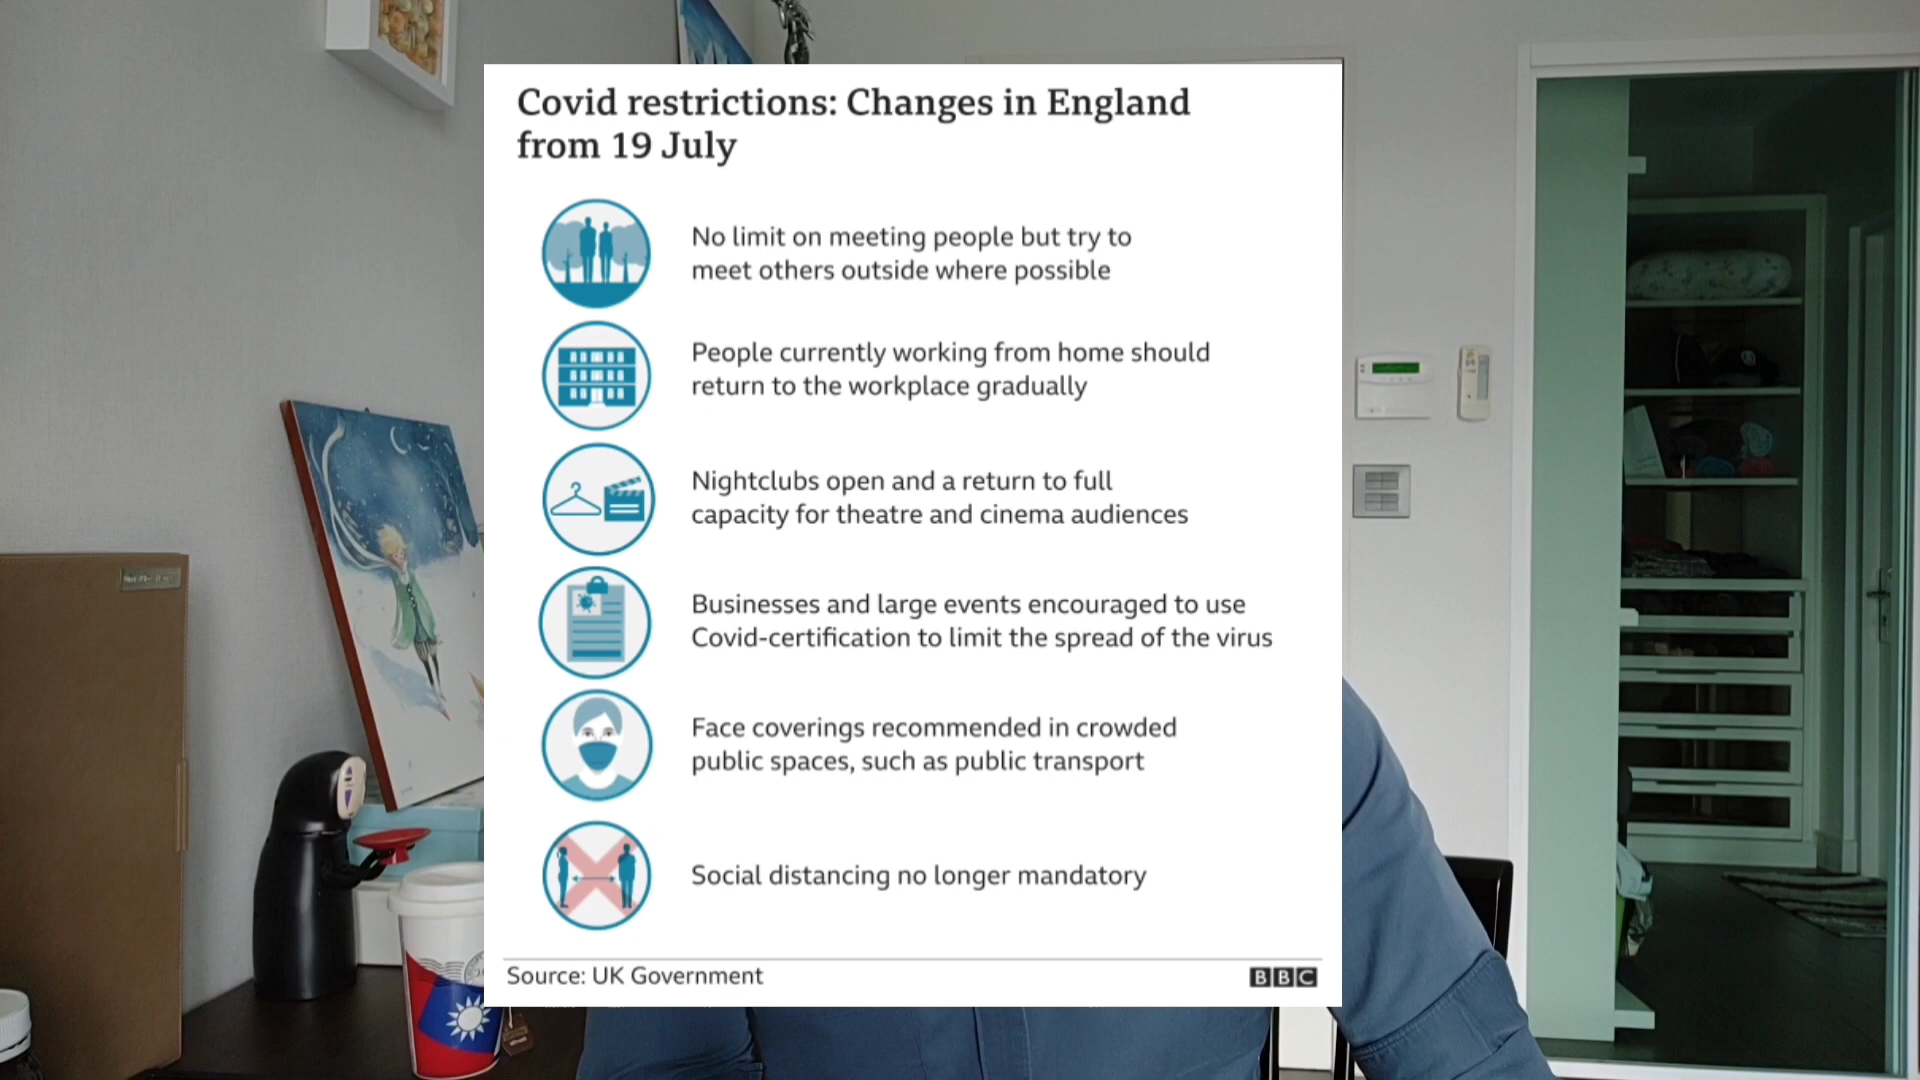 Covid restrictions: Changes in England
from 19 July
No limit on meeting people but try to
meet others outside where possible
People currently working from home should
return to the workplace gradually
Nightclubs open and a return to full
capacity for theatre and cinema audiences
Businesses and large events encouraged to use
Covid-certification to limit the spread of the virus
Face coverings recommended in crowded
public spaces, such as public transport
Social distancing no longer mandatory
Source: UK Government
BBC